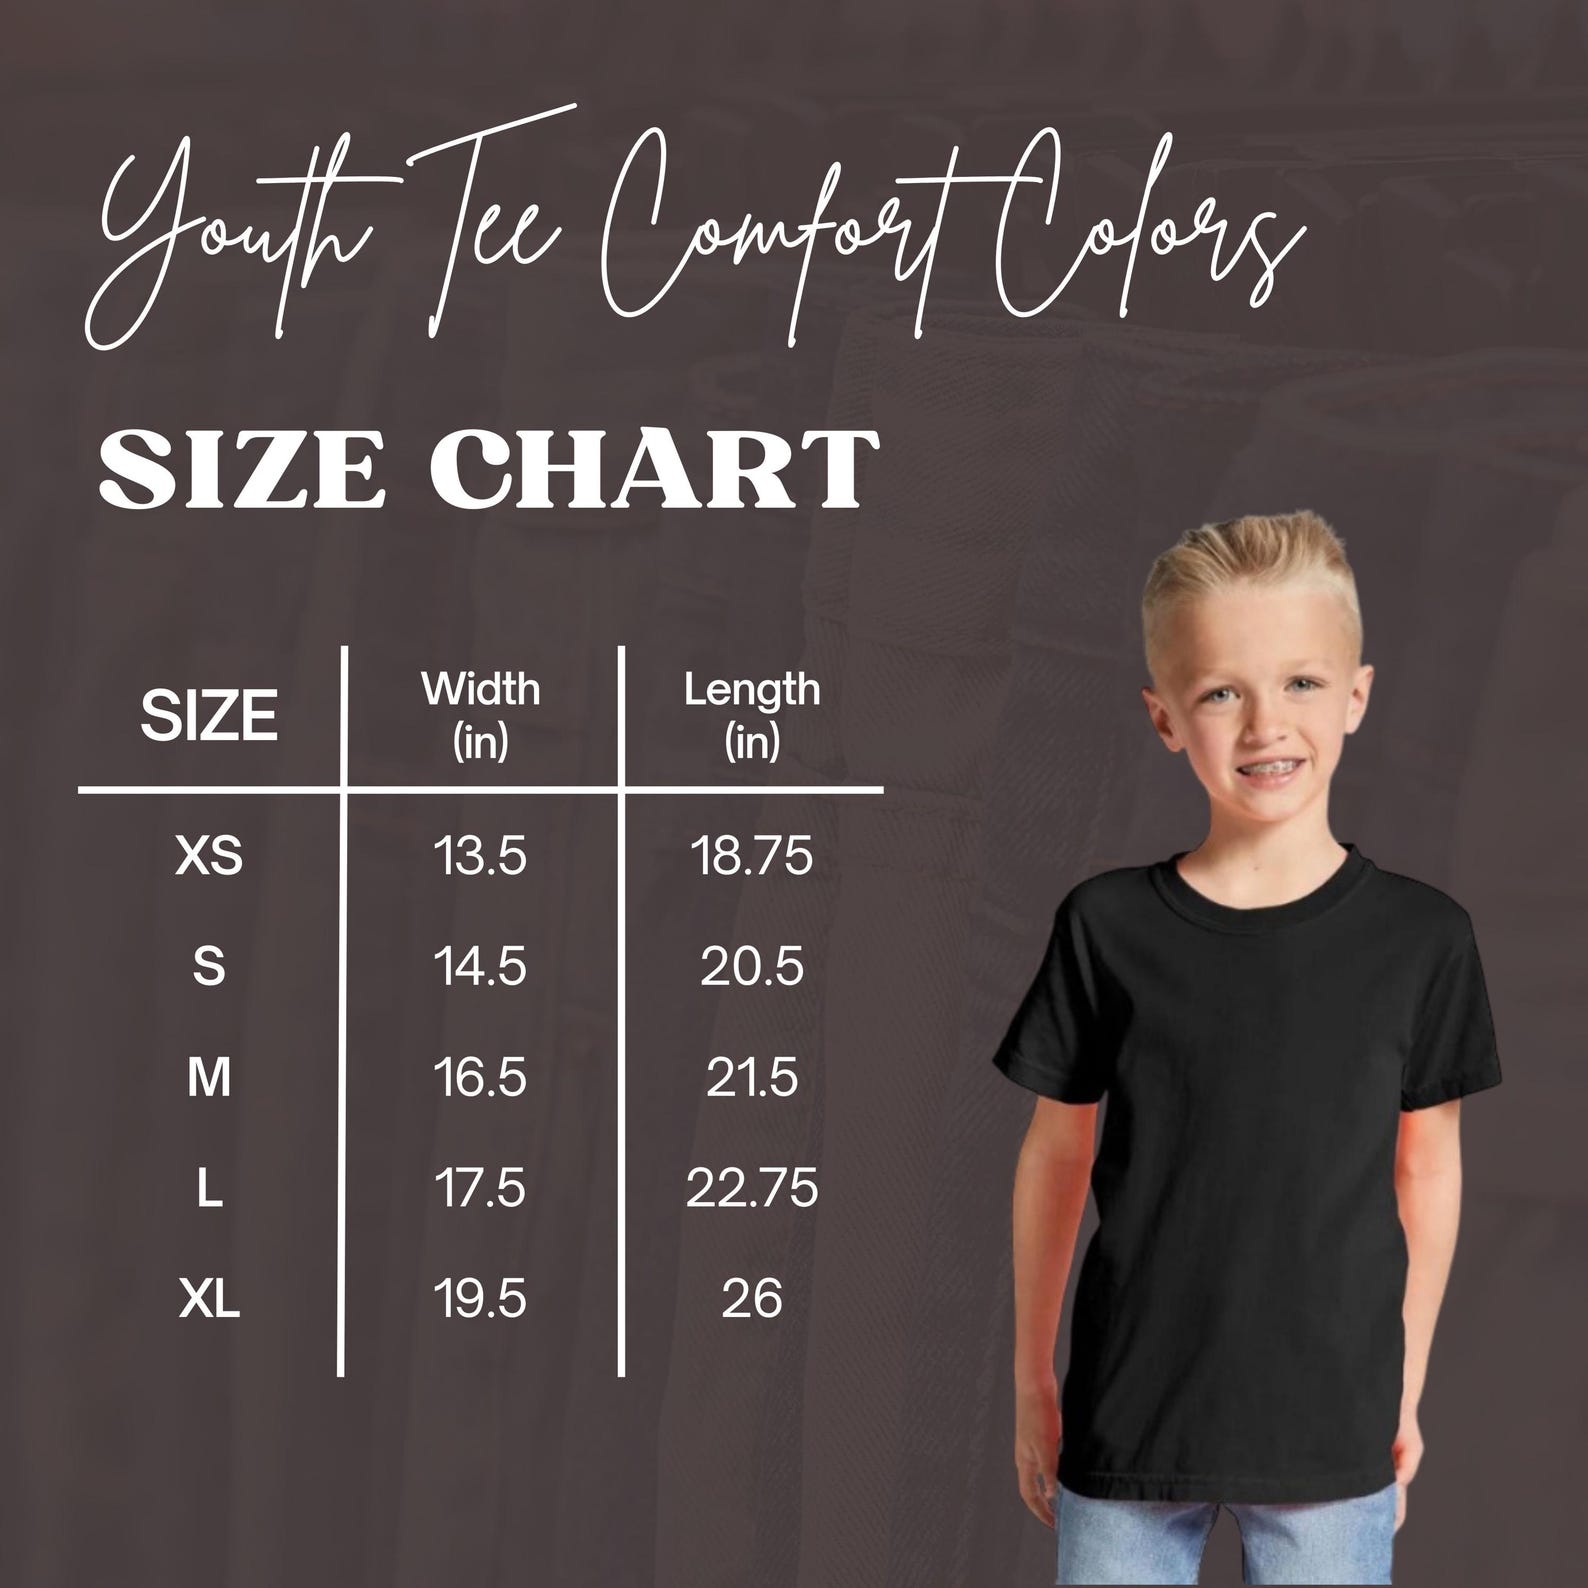 Youth Tee Comfort Colors
SIZE CHART
SIZE Width (in) Length (in)
XS 13.5 18.75
S 14.5 20.5
M 16.5 21.5
L 17.5 22.75
XL 19.5 26